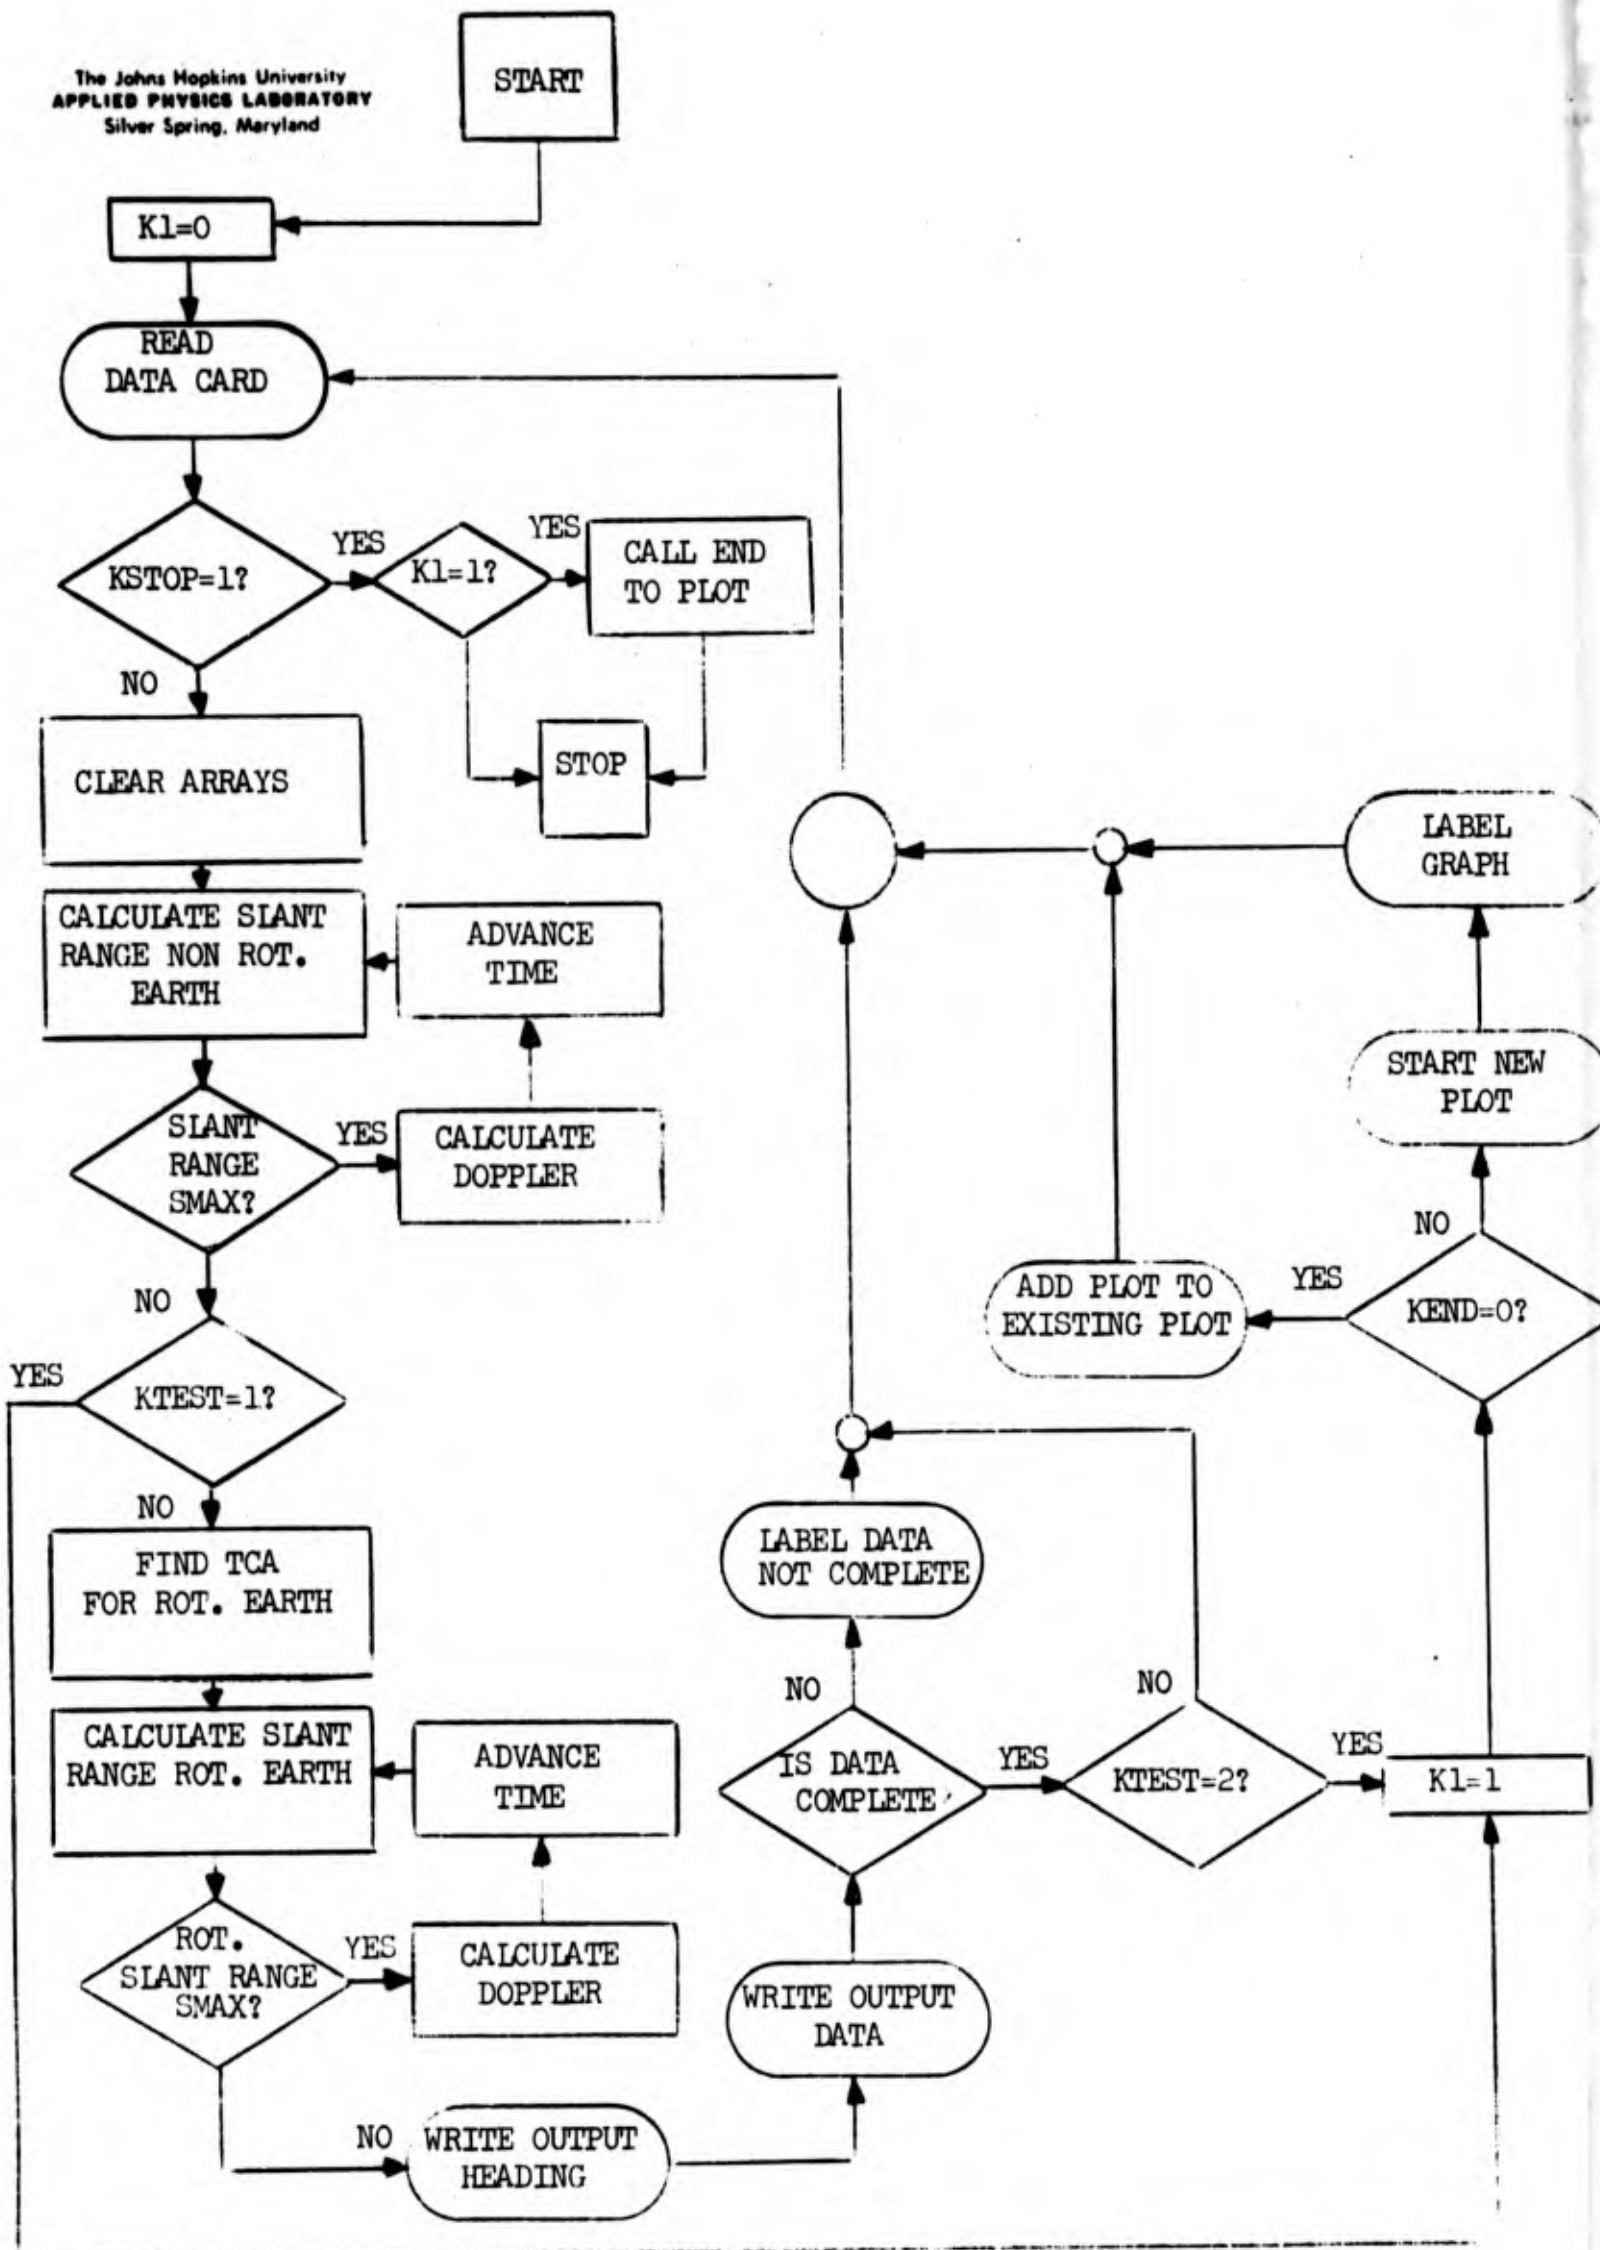 The Johns Hopkins University
APPLIED PHYSICS LABORATORY
Silver Spring, Maryland
START
K1=0
READ
DATA CARD
KSTOP=1?
YES
K1=1?
YES
CALL END
TO PLOT
NO
STOP
CLEAR ARRAYS
CALCULATE SLANT
RANGE NON ROT.
EARTH
ADVANCE
TIME
SLANT
RANGE
SMAX?
YES
CALCULATE
DOPPLER
NO
KTEST=1?
YES
NO
FIND TCA
FOR ROT. EARTH
CALCULATE SLANT
RANGE ROT. EARTH
ADVANCE
TIME
ROT.
SLANT RANGE
SMAX?
YES
CALCULATE
DOPPLER
NO
WRITE OUTPUT
HEADING
WRITE OUTPUT
DATA
IS DATA
COMPLETE
NO
LABEL DATA
NOT COMPLETE
YES
KTEST=2?
NO
YES
K1=1
KEND=0?
YES
ADD PLOT TO
EXISTING PLOT
NO
START NEW
PLOT
LABEL
GRAPH